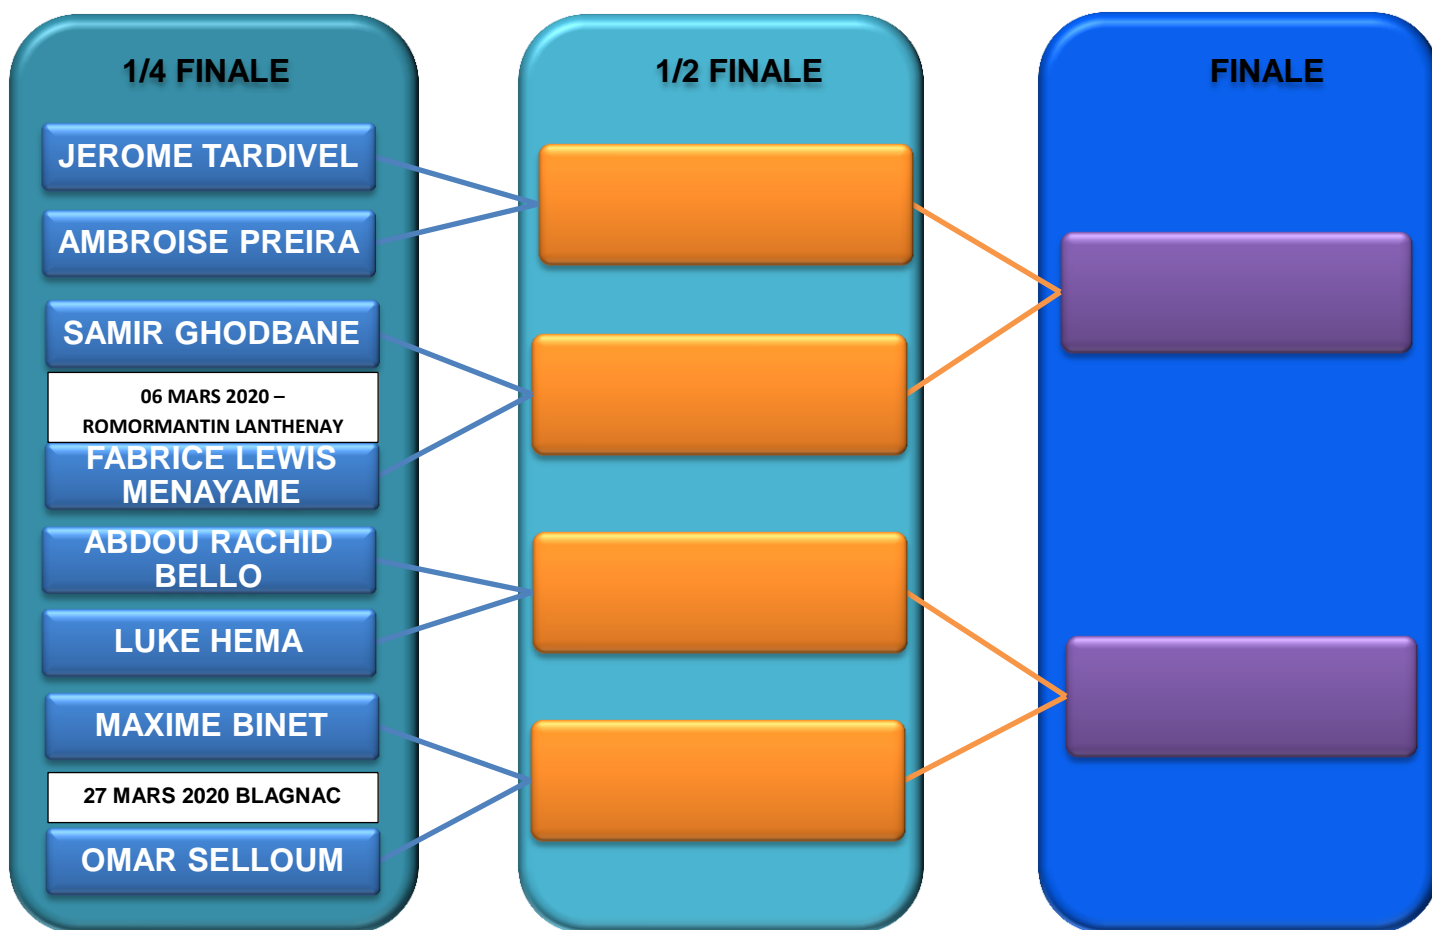 1/4 FINALE
JEROME TARDIVEL
AMBROISE PREIRA
SAMIR GHODBANE
06 MARS 2020 –
ROMORMANTIN LANTHENAY
FABRICE LEWIS
MENAYAME
ABDOU RACHID
BELLO
LUKE HEMA
MAXIME BINET
27 MARS 2020 BLAGNAC
OMAR SELLOUM
1/2 FINALE
FINALE